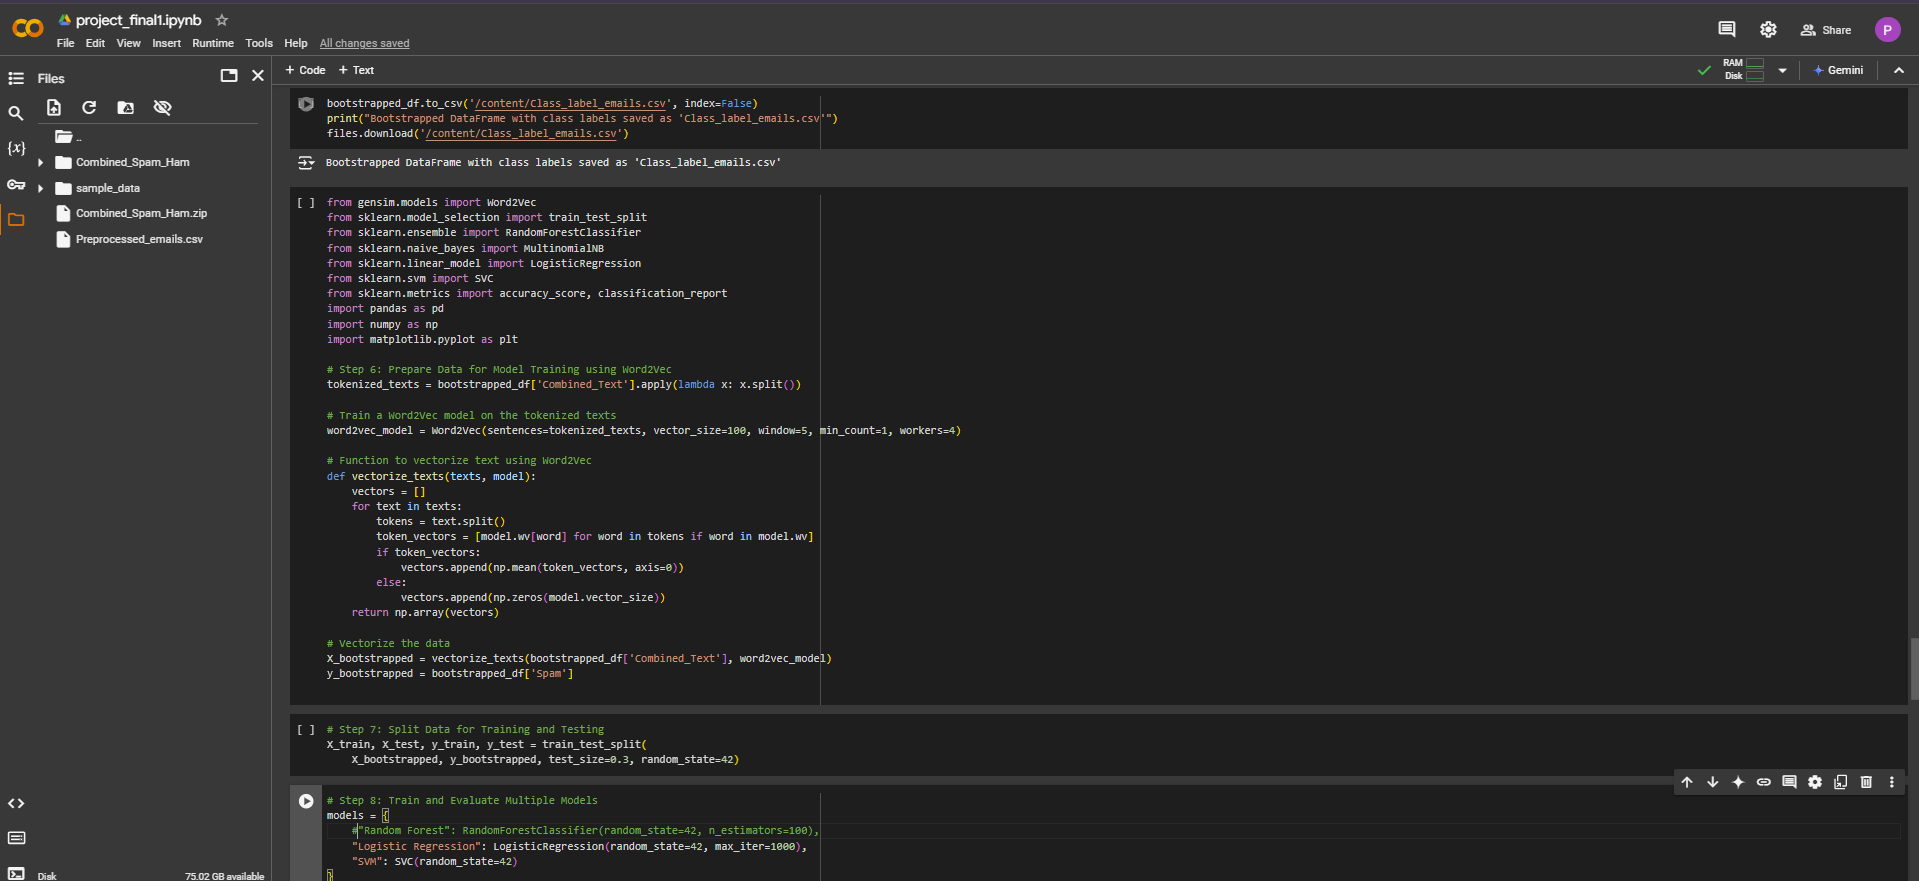 project_final1.ipynb
File Edit View Insert Runtime Tools Help All changes saved
Share
P
Files
+ Code + Text
RAM
Disk
Gemini
..
Combined_Spam_Ham
sample_data
Combined_Spam_Ham.zip
Preprocessed_emails.csv
{x}
<>
Disk 75.02 GB available
bootstrapped_df.to_csv('/content/Class_label_emails.csv', index=False)
print("Bootstrapped DataFrame with class labels saved as 'Class_label_emails.csv'")
files.download('/content/Class_label_emails.csv')
Bootstrapped DataFrame with class labels saved as 'Class_label_emails.csv'
[ ] from gensim.models import Word2Vec
from sklearn.model_selection import train_test_split
from sklearn.ensemble import RandomForestClassifier
from sklearn.naive_bayes import MultinomialNB
from sklearn.linear_model import LogisticRegression
from sklearn.svm import SVC
from sklearn.metrics import accuracy_score, classification_report
import pandas as pd
import numpy as np
import matplotlib.pyplot as plt
# Step 6: Prepare Data for Model Training using Word2Vec
tokenized_texts = bootstrapped_df['Combined_Text'].apply(lambda x: x.split())
# Train a Word2Vec model on the tokenized texts
word2vec_model = Word2Vec(sentences=tokenized_texts, vector_size=100, window=5, min_count=1, workers=4)
# Function to vectorize text using Word2Vec
def vectorize_texts(texts, model):
    vectors = []
    for text in texts:
        tokens = text.split()
        token_vectors = [model.wv[word] for word in tokens if word in model.wv]
        if token_vectors:
            vectors.append(np.mean(token_vectors, axis=0))
        else:
            vectors.append(np.zeros(model.vector_size))
    return np.array(vectors)
# Vectorize the data
X_bootstrapped = vectorize_texts(bootstrapped_df['Combined_Text'], word2vec_model)
y_bootstrapped = bootstrapped_df['Spam']
[ ] # Step 7: Split Data for Training and Testing
X_train, X_test, y_train, y_test = train_test_split(
    X_bootstrapped, y_bootstrapped, test_size=0.3, random_state=42)
# Step 8: Train and Evaluate Multiple Models
models = {
    #"Random Forest": RandomForestClassifier(random_state=42, n_estimators=100),
    "Logistic Regression": LogisticRegression(random_state=42, max_iter=1000),
    "SVM": SVC(random_state=42)
}